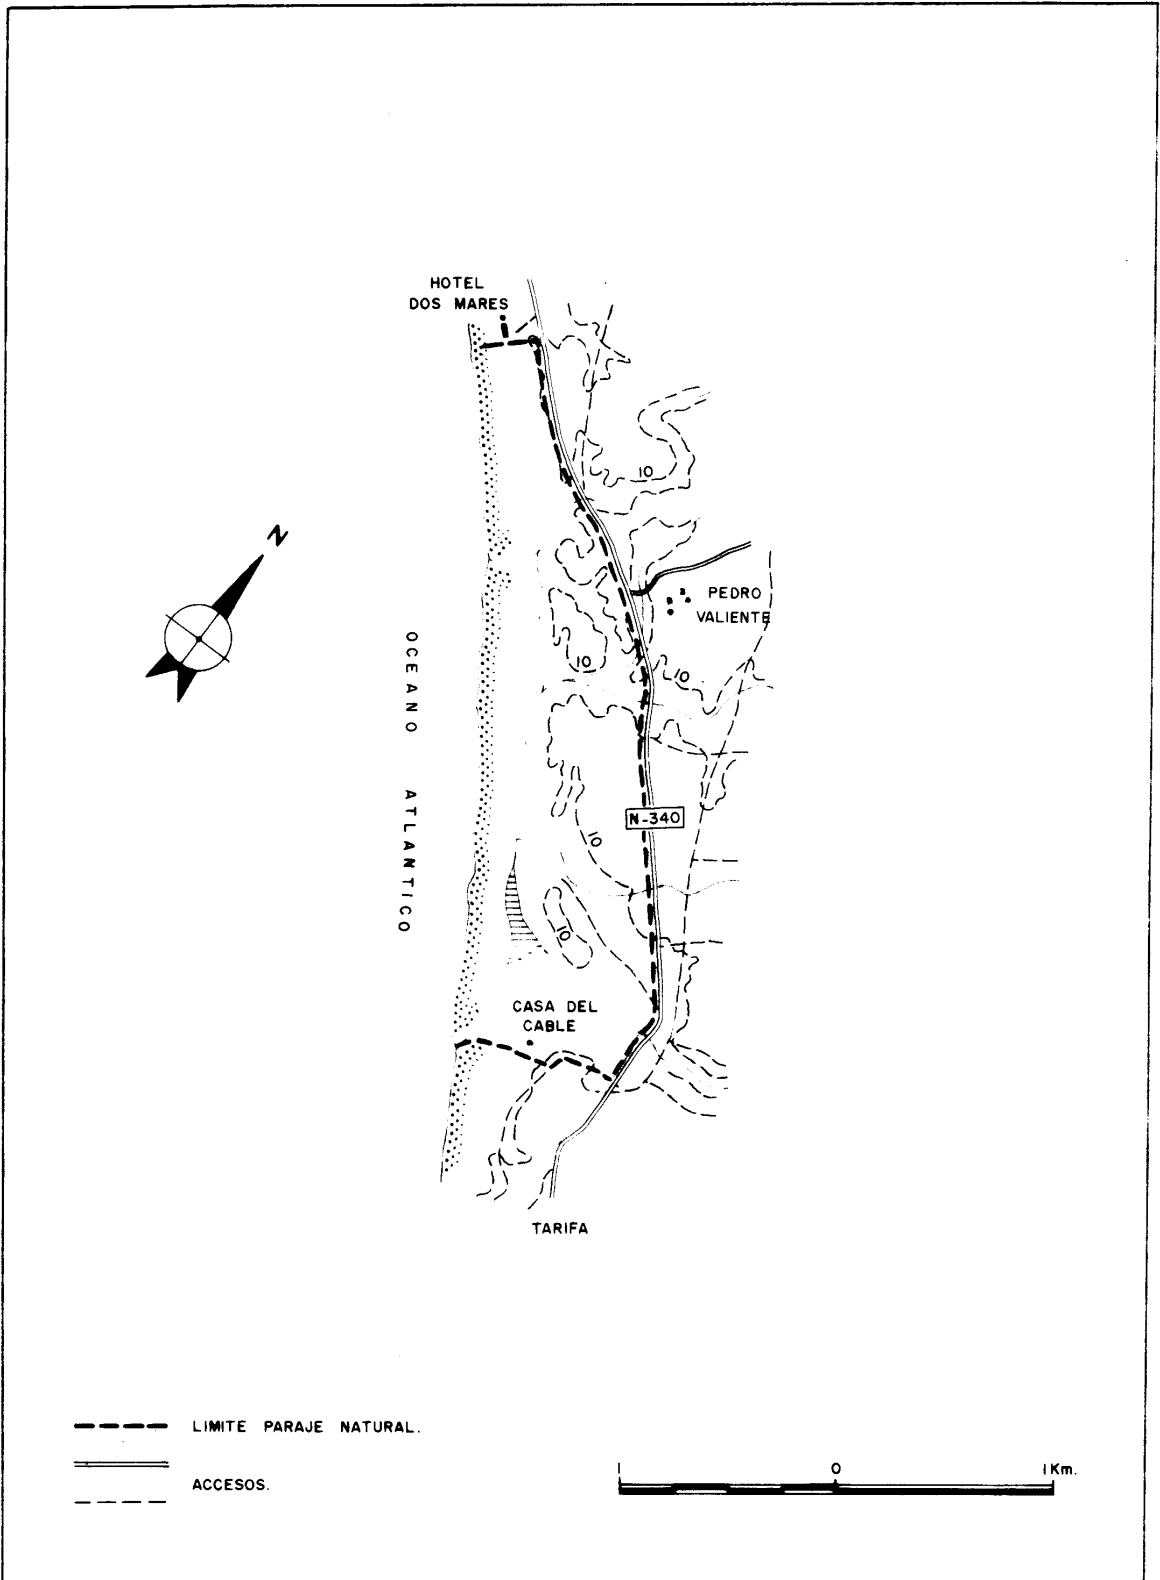 HOTEL
DOS MARES
10
N
PEDRO
VALIENTE
10
10
OCEANO ATLANTICO
N-340
10
10
CASA DEL
CABLE
TARIFA
LIMITE PARAJE NATURAL.
ACCESOS.
1 0 1Km.